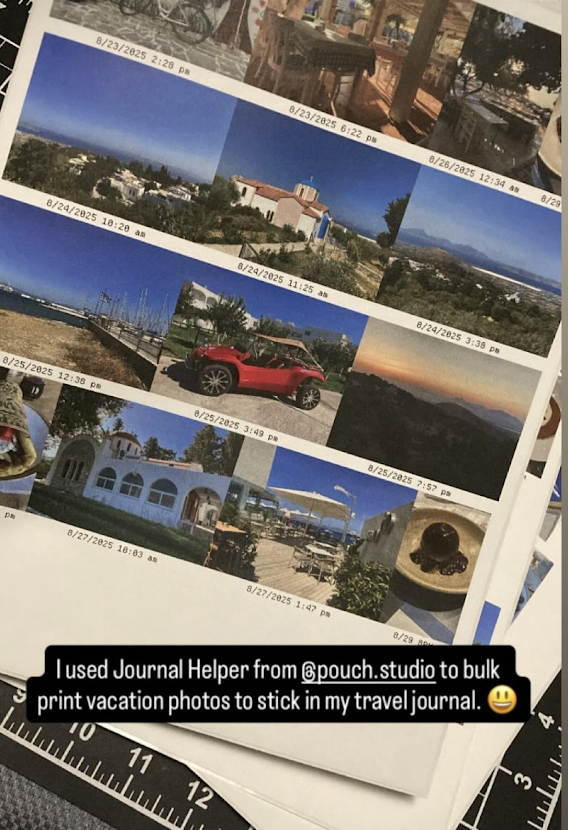 8/23/2025 2:28 pm
8/23/2025 6:22 pm
8/26/2025 12:34 am
8/29
8/24/2025 10:20 am
8/24/2025 11:25 am
8/24/2025 3:38 pm
8/25/2025 12:38 pm
8/25/2025 3:49 pm
8/25/2025 7:57 pm
pm
8/27/2025 10:03 am
8/27/2025 1:47 pm
8/29
I used Journal Helper from @pouch.studio to bulk
print vacation photos to stick in my travel journal. 😃
9
10
11
12
4
3